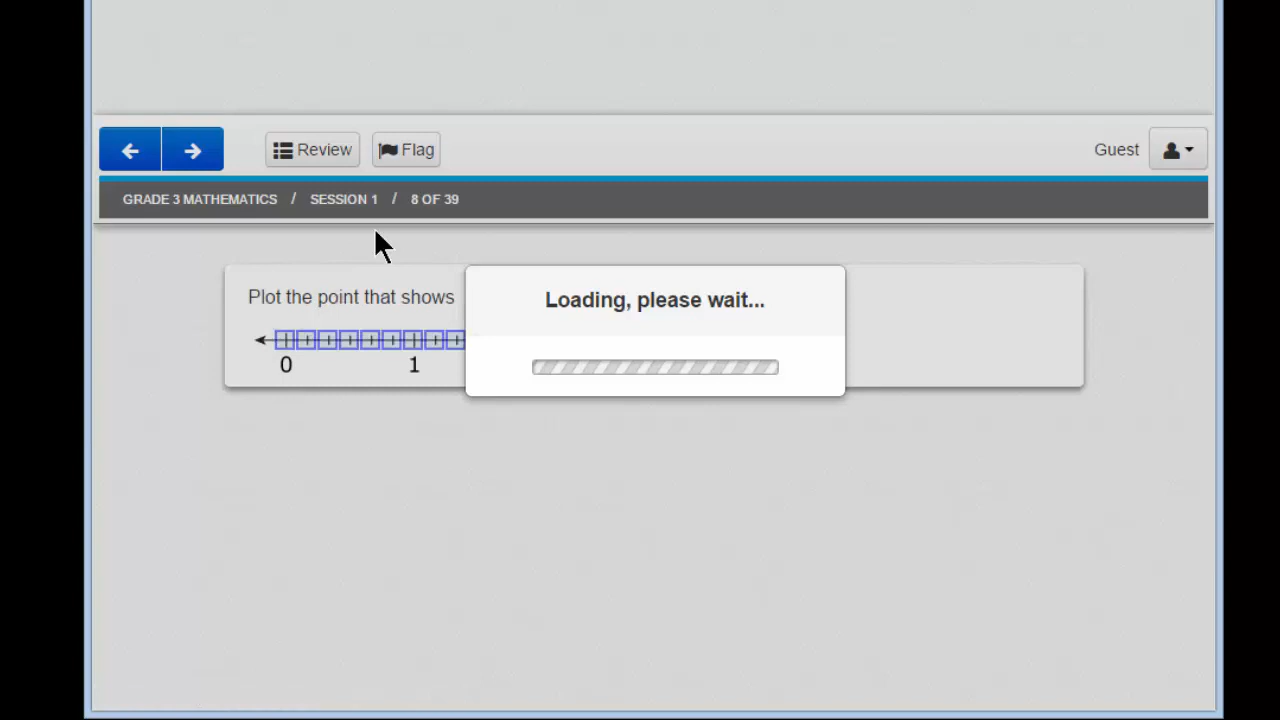 Review
Flag
Guest
GRADE 3 MATHEMATICS / SESSION 1 / 8 OF 39
Plot the point that shows
Loading, please wait...
0 1